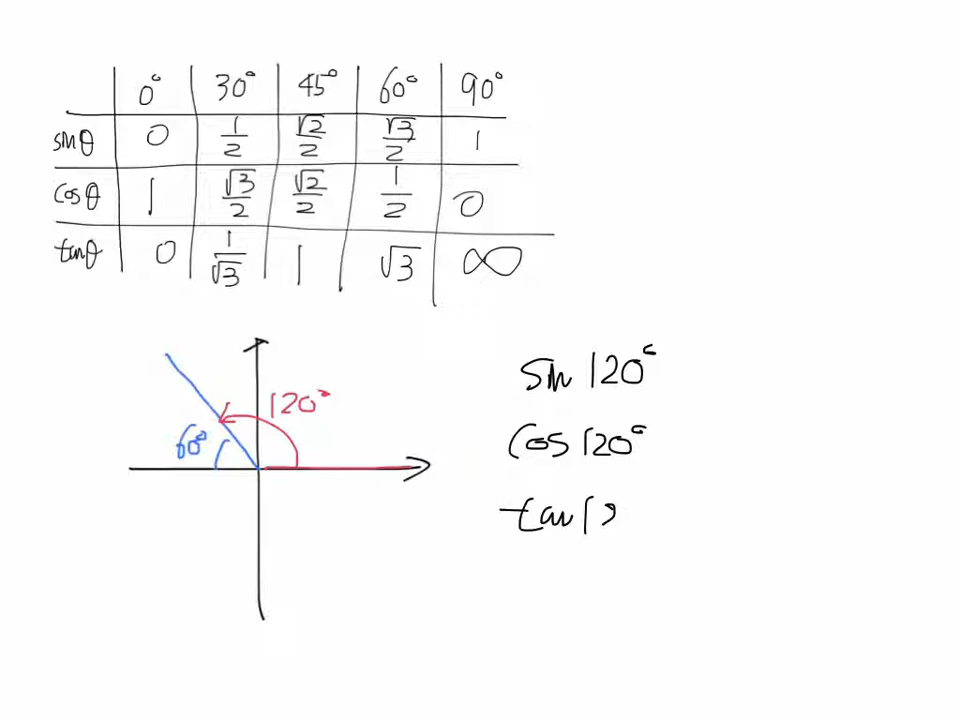 0° 30° 45° 60° 90°
sinθ 0 1/2 √2/2 √3/2 1
cosθ 1 √3/2 √2/2 1/2 0
tanθ 0 1/√3 1 √3 ∞
120°
60°
sin 120°
cos 120°
tan 1